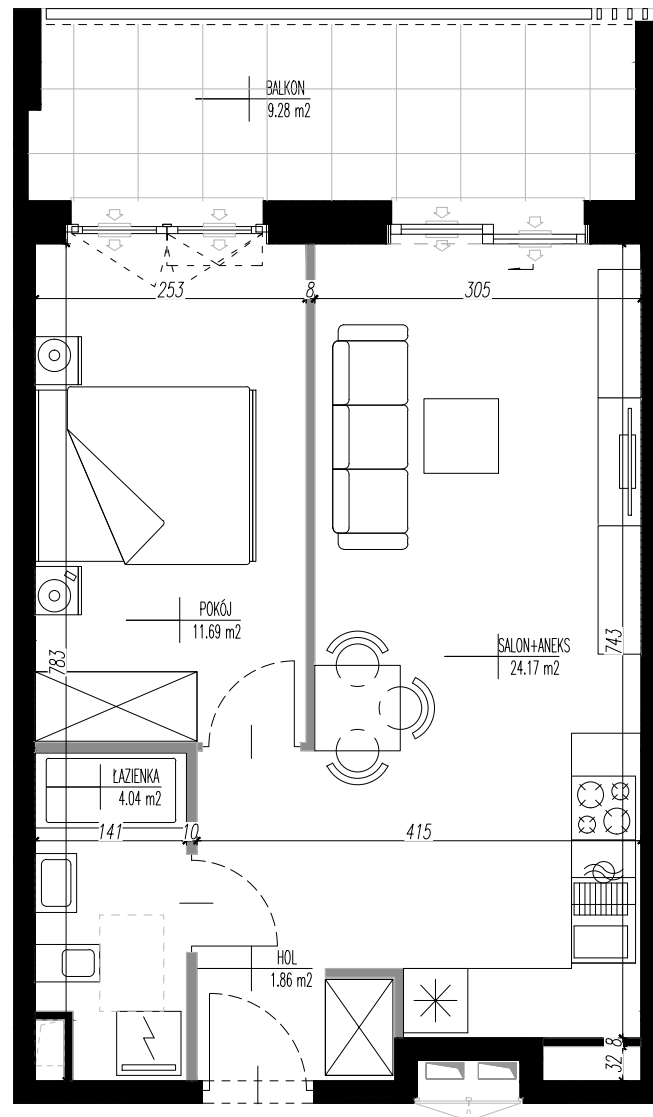 BALKON
9.28 m2
253
8
305
POKÓJ
11.69 m2
SALON+ANEKS
24.17 m2
783
743
ŁAZIENKA
4.04 m2
141
10
415
HOL
1.86 m2
8
32